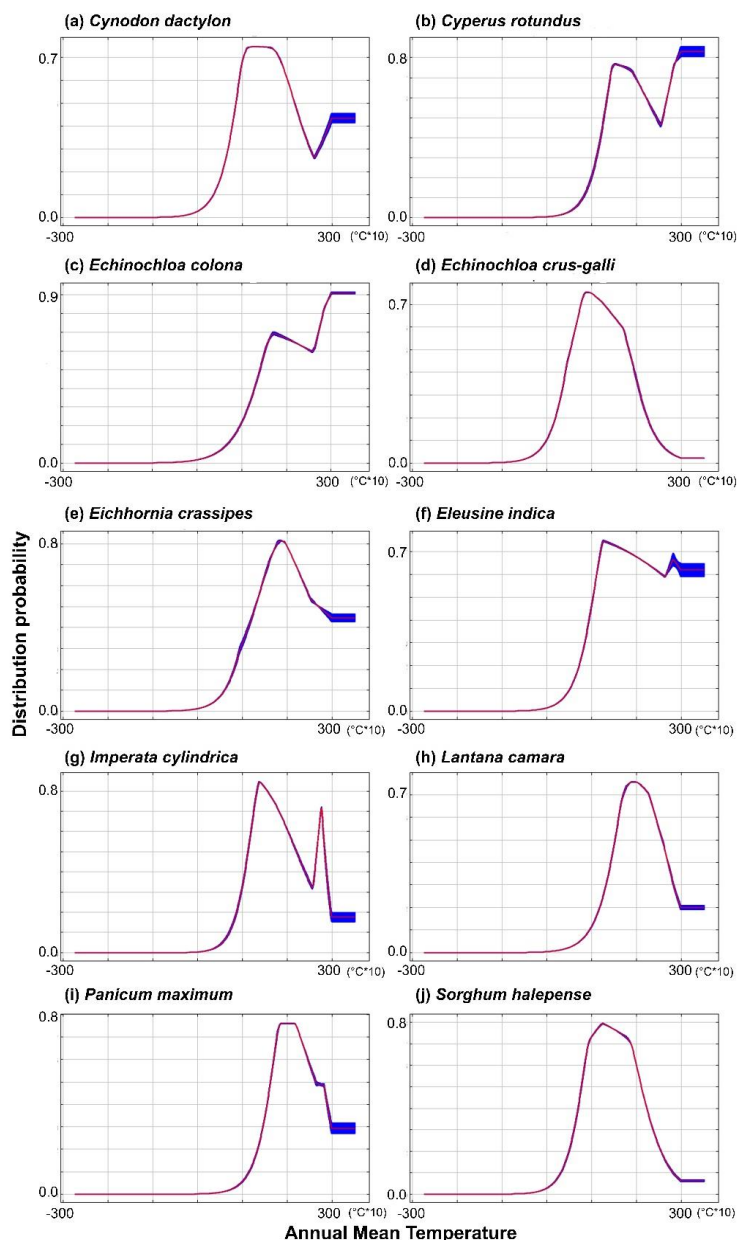 (a) Cynodon dactylon
(b) Cyperus rotundus
0.7
0.8
0.0
0.0
-300
300 (°C*10)
-300
300 (°C*10)
(c) Echinochloa colona
(d) Echinochloa crus-galli
0.9
0.7
0.0
0.0
-300
300 (°C*10)
-300
300 (°C*10)
(e) Eichhornia crassipes
(f) Eleusine indica
0.8
0.7
0.0
0.0
-300
300 (°C*10)
-300
300 (°C*10)
Distribution probability
(g) Imperata cylindrica
(h) Lantana camara
0.8
0.7
0.0
0.0
-300
300 (°C*10)
-300
300 (°C*10)
(i) Panicum maximum
(j) Sorghum halepense
0.8
0.8
0.0
0.0
-300
300 (°C*10)
-300
300 (°C*10)
Annual Mean Temperature